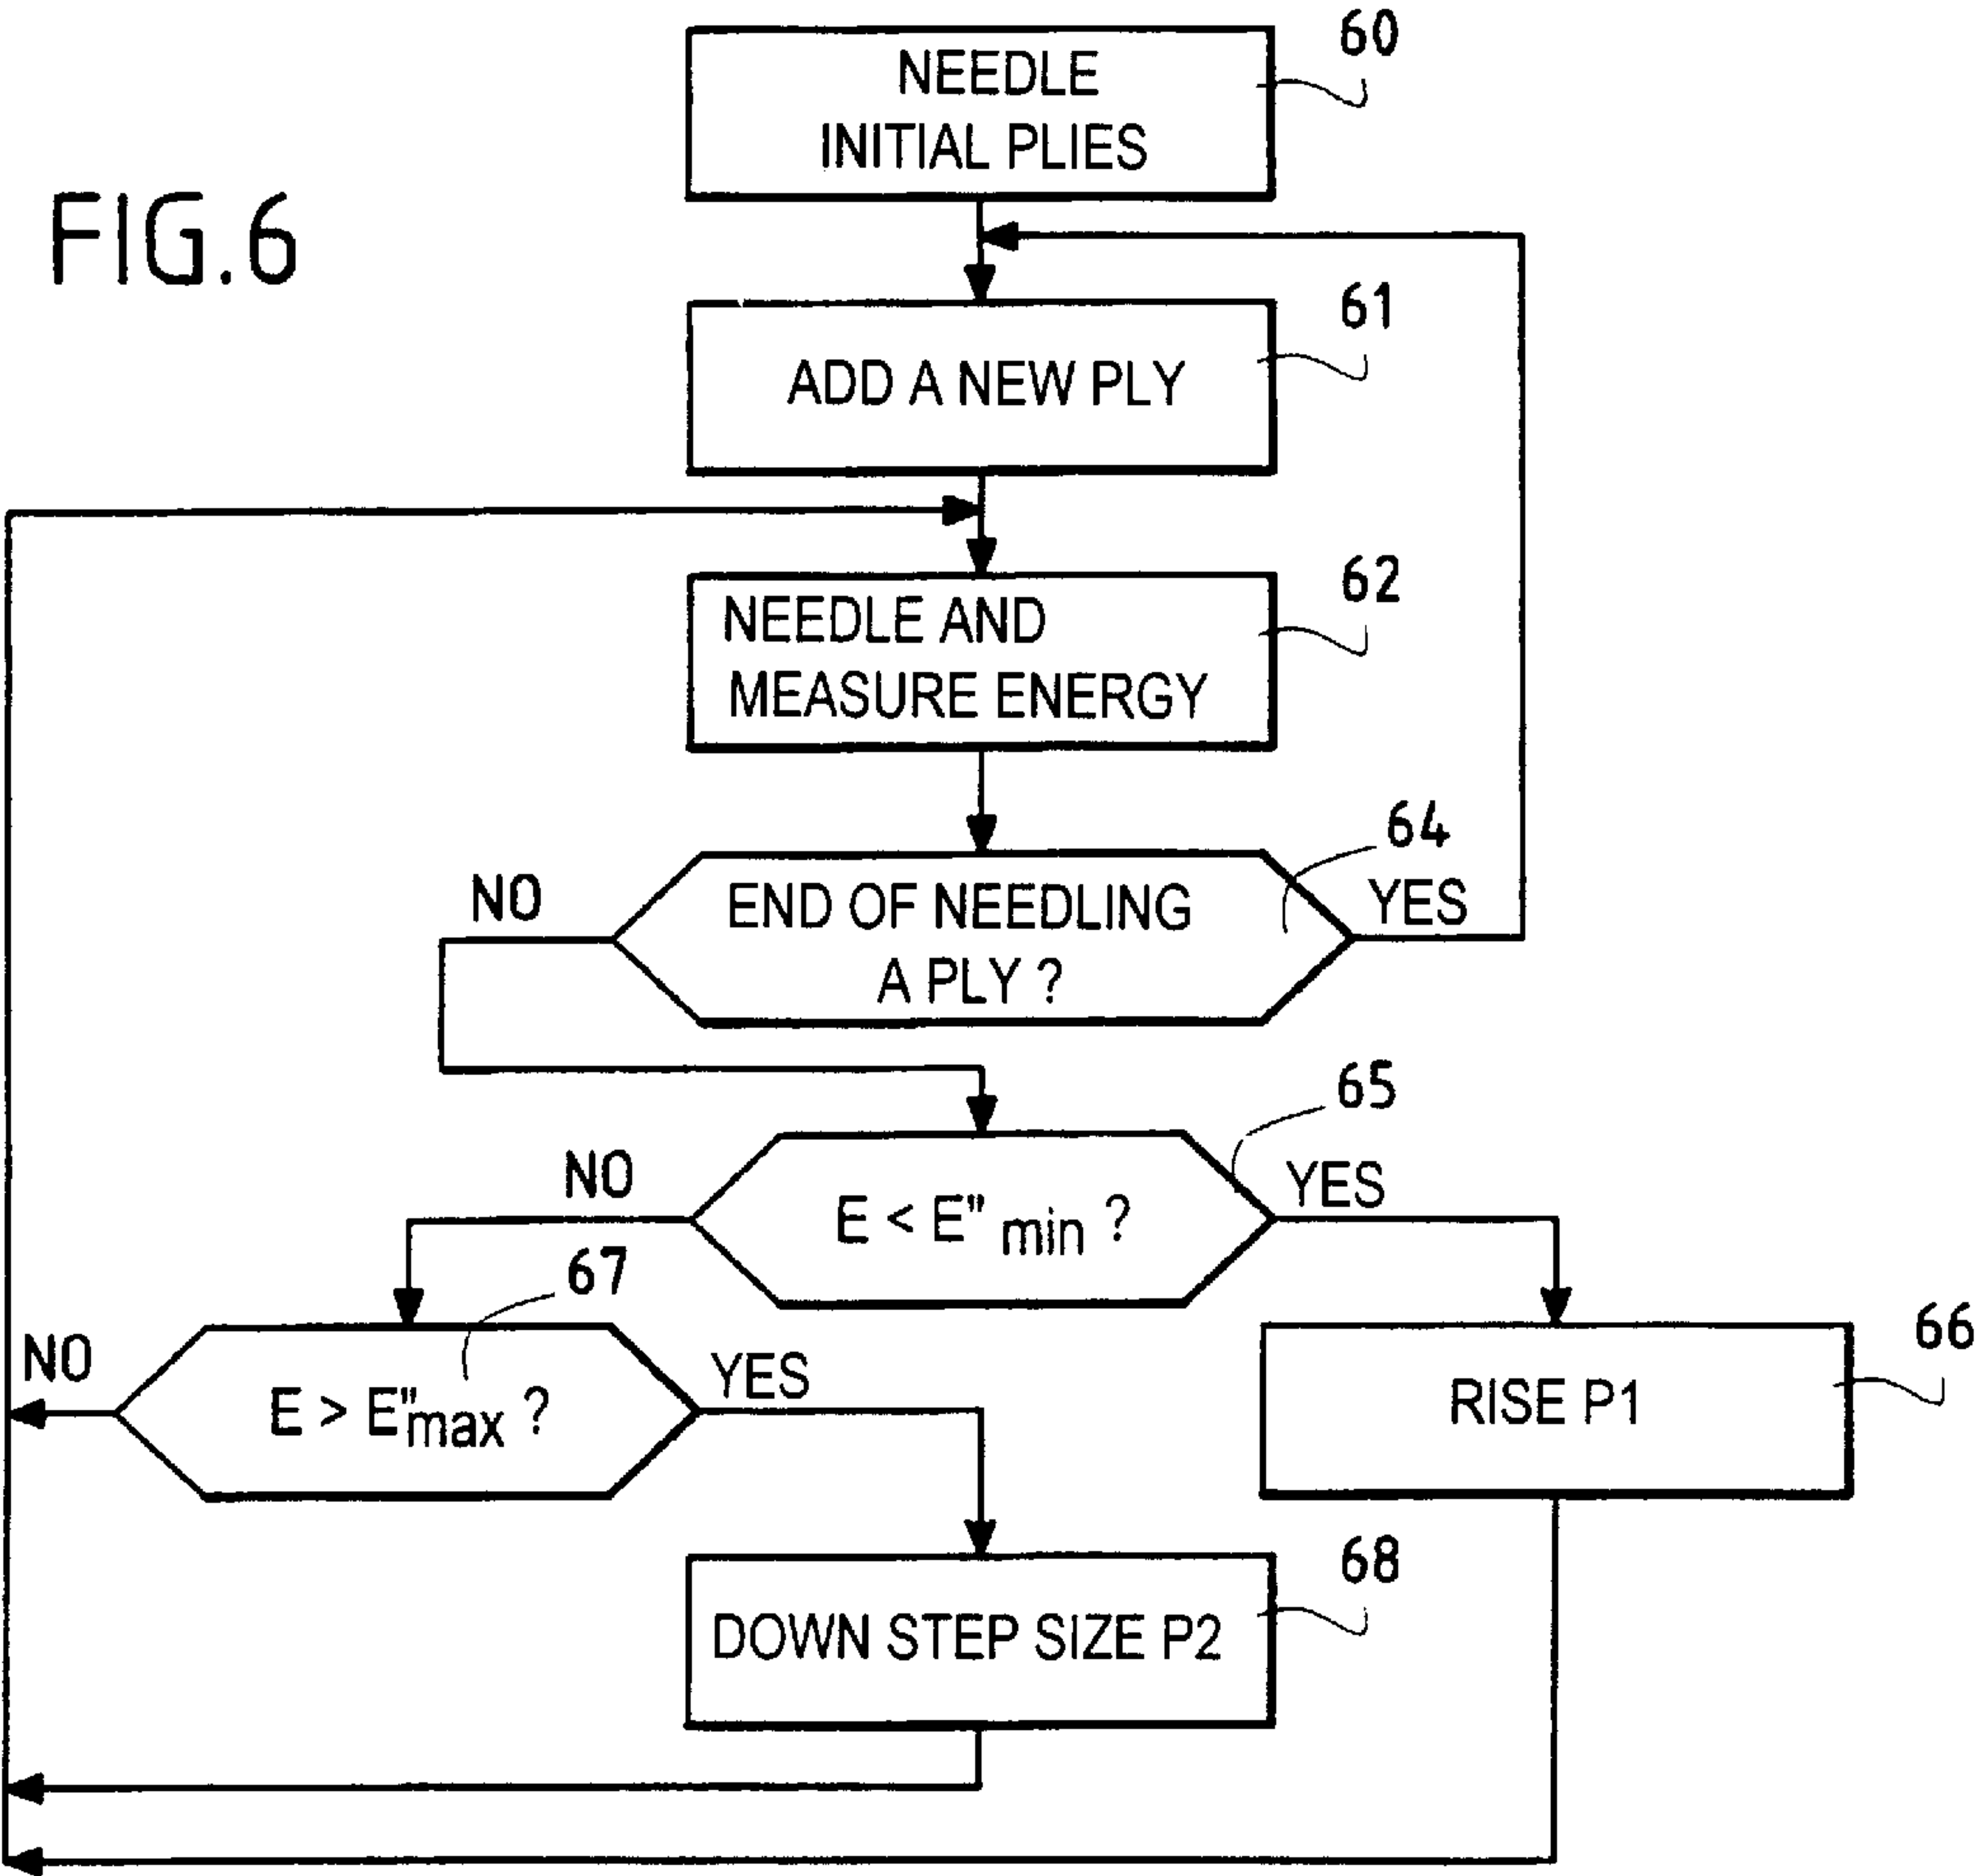 FIG.6
60
NEEDLE
INITIAL PLIES
61
ADD A NEW PLY
62
NEEDLE AND
MEASURE ENERGY
64
NO
END OF NEEDLING
A PLY ?
YES
65
NO
E < E"min ?
YES
67
NO
E > E"max ?
YES
66
RISE P1
68
DOWN STEP SIZE P2